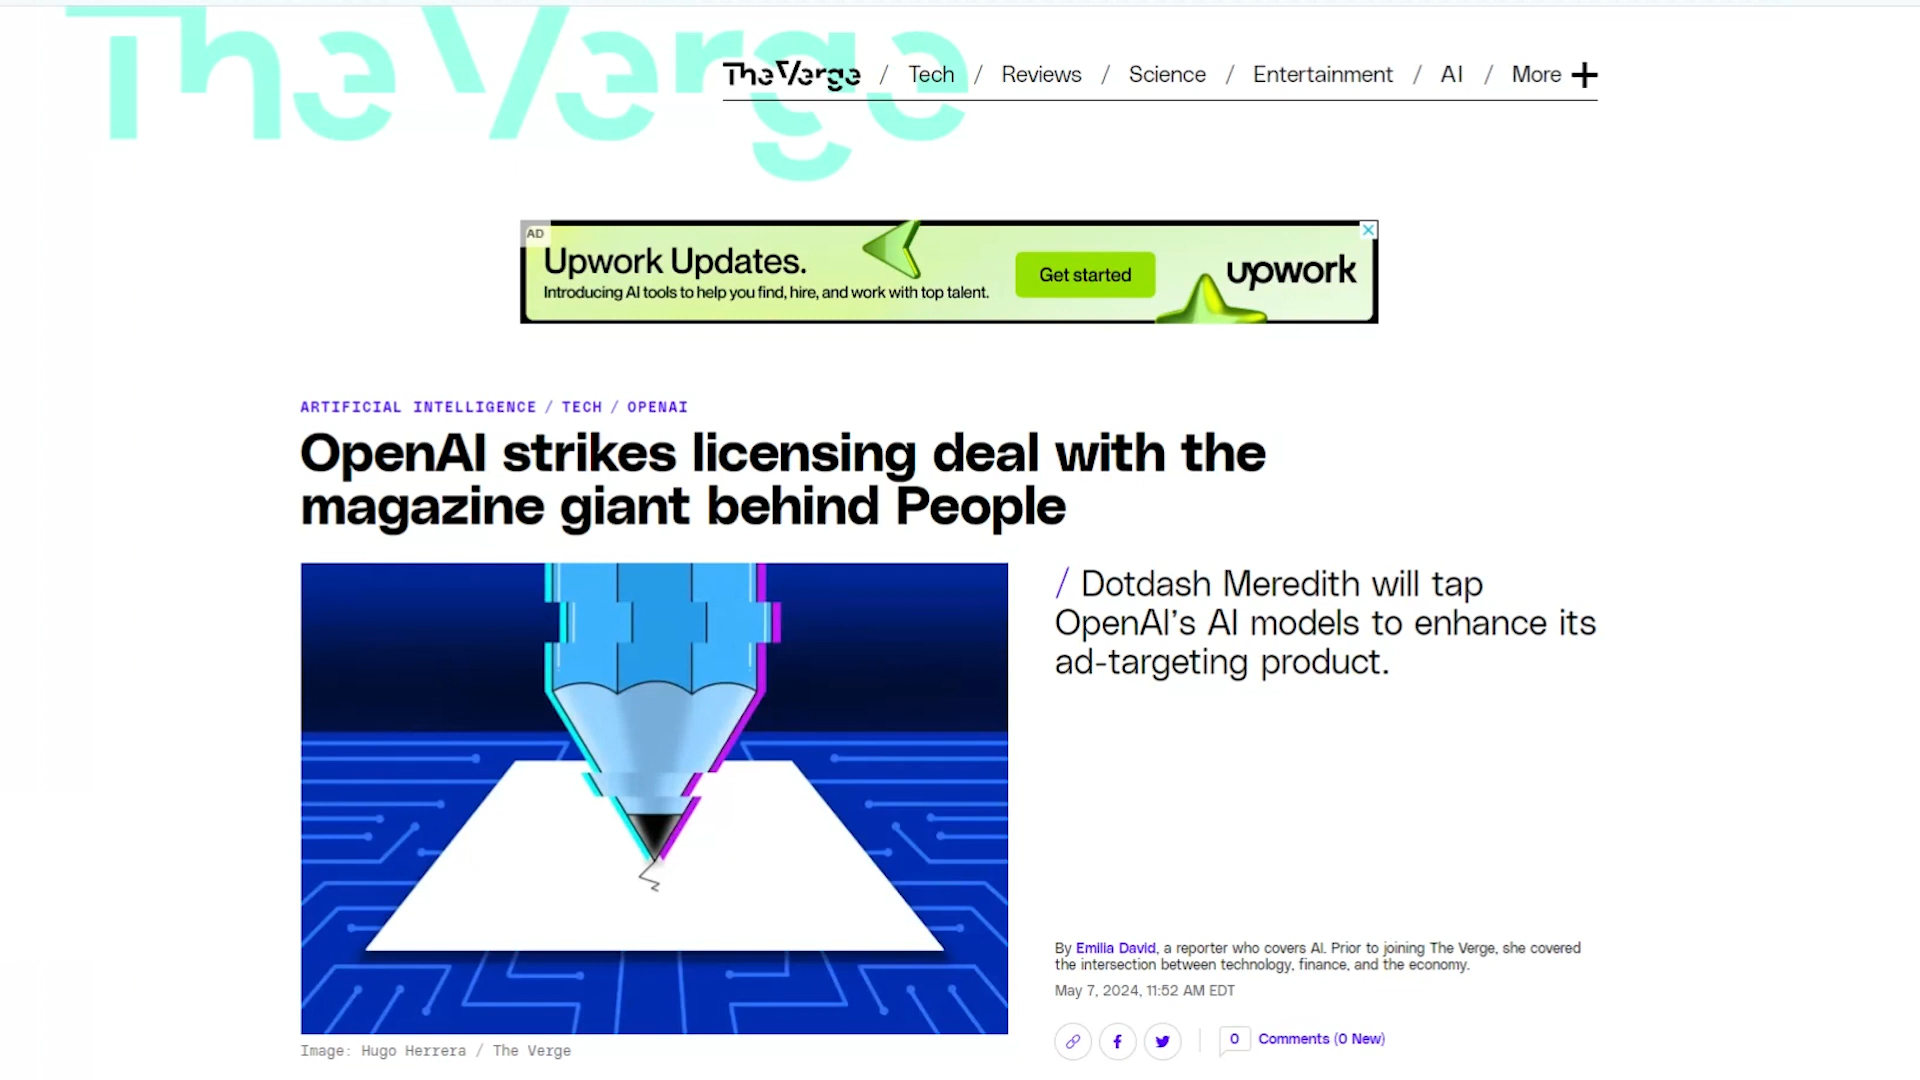 The Verge
The Verge / Tech / Reviews / Science / Entertainment / AI / More
AD
Upwork Updates.
Introducing AI tools to help you find, hire, and work with top talent.
Get started
upwork
ARTIFICIAL INTELLIGENCE / TECH / OPENAI
OpenAI strikes licensing deal with the
magazine giant behind People
/ Dotdash Meredith will tap
OpenAI’s AI models to enhance its
ad-targeting product.
By Emilia David, a reporter who covers AI. Prior to joining The Verge, she covered
the intersection between technology, finance, and the economy.
May 7, 2024, 11:52 AM EDT
0 Comments (0 New)
Image: Hugo Herrera / The Verge